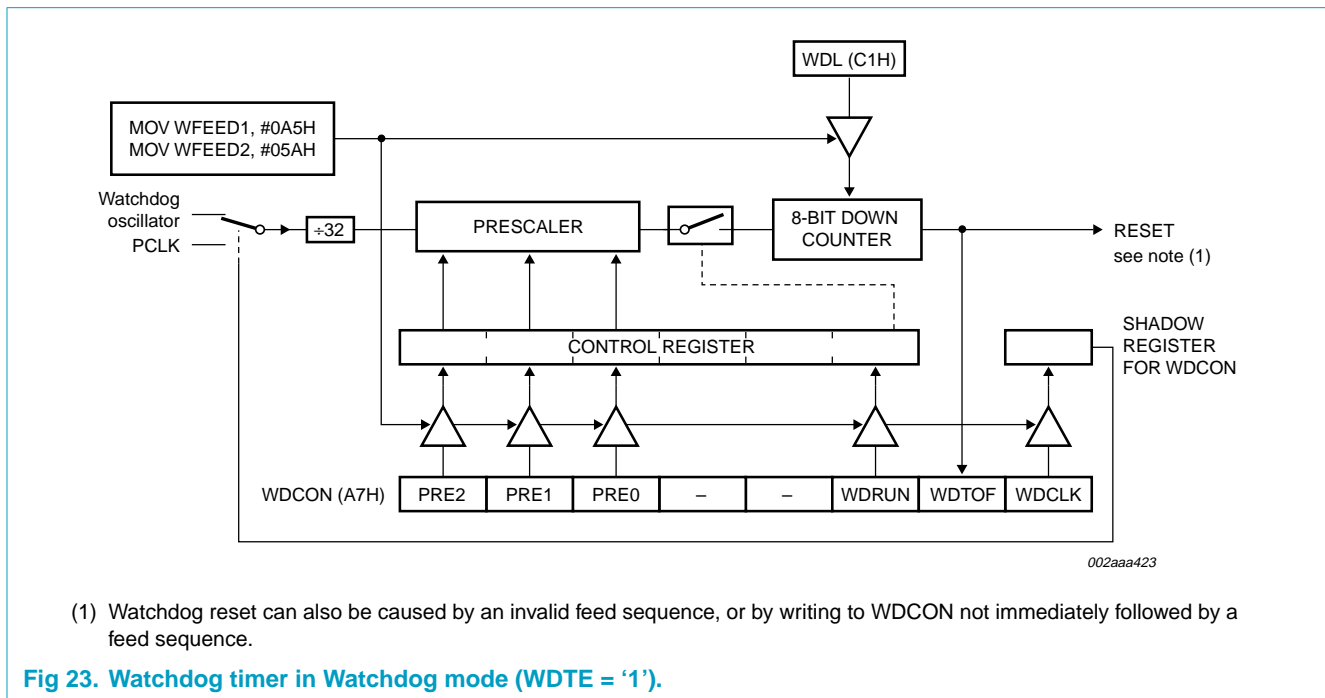 WDL (C1H)
MOV WFEED1, #0A5H
MOV WFEED2, #05AH
Watchdog
oscillator
PCLK
÷32
PRESCALER
8-BIT DOWN
COUNTER
RESET
see note (1)
CONTROL REGISTER
SHADOW
REGISTER
FOR WDCON
WDCON (A7H)
PRE2
PRE1
PRE0
–
–
WDRUN
WDTOF
WDCLK
002aaa423
(1) Watchdog reset can also be caused by an invalid feed sequence, or by writing to WDCON not immediately followed by a
feed sequence.
Fig 23. Watchdog timer in Watchdog mode (WDTE = ‘1’).